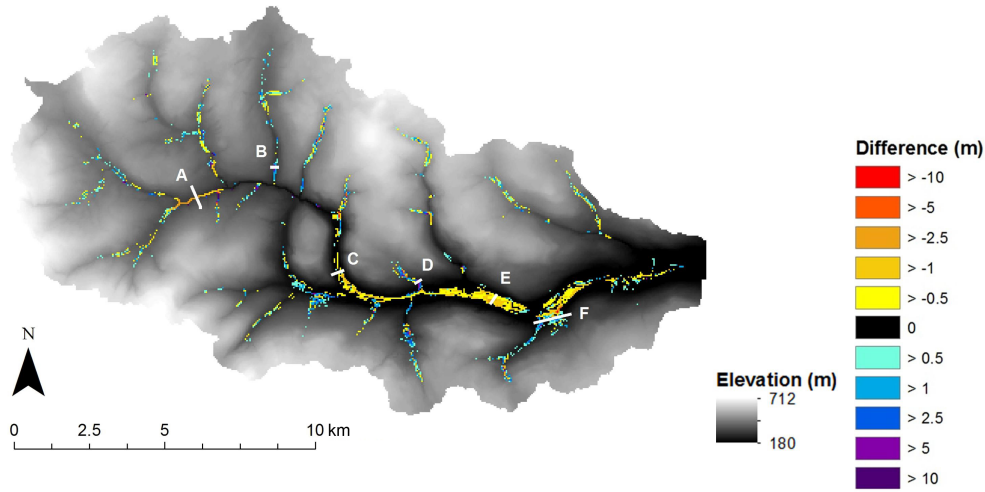 A
B
C
D
E
F
N
0 2.5 5 10 km
Elevation (m)
712
180
Difference (m)
> -10
> -5
> -2.5
> -1
> -0.5
0
> 0.5
> 1
> 2.5
> 5
> 10